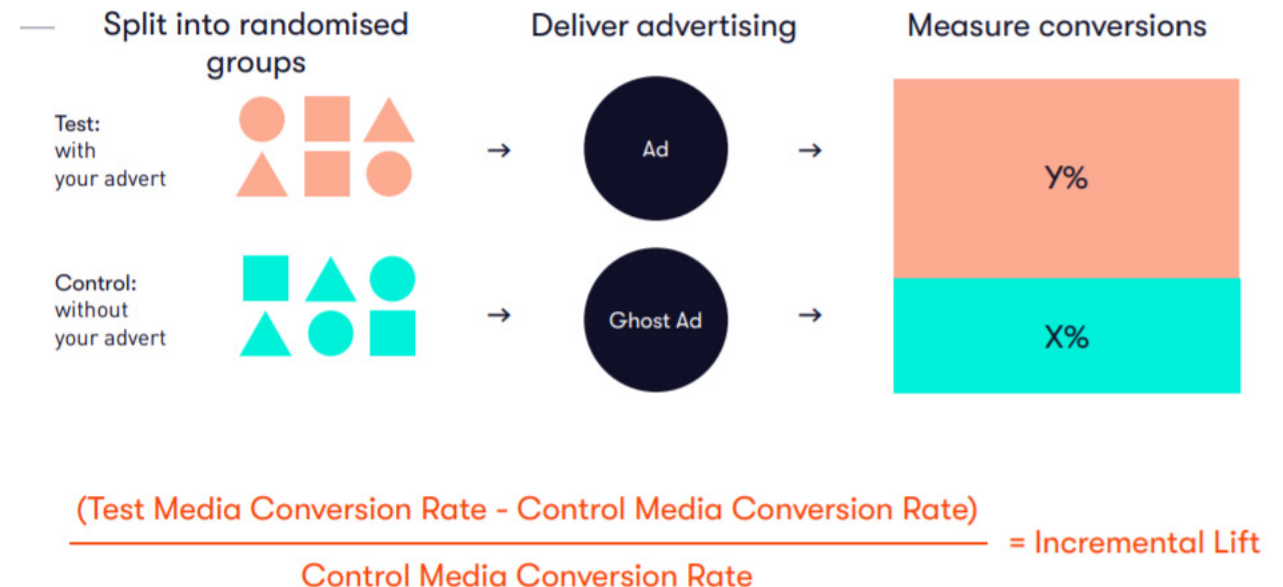 Split into randomised
groups
Deliver advertising
Measure conversions
Test:
with
your advert
Ad
Y%
Control:
without
your advert
Ghost Ad
X%
(Test Media Conversion Rate - Control Media Conversion Rate)
= Incremental Lift
Control Media Conversion Rate